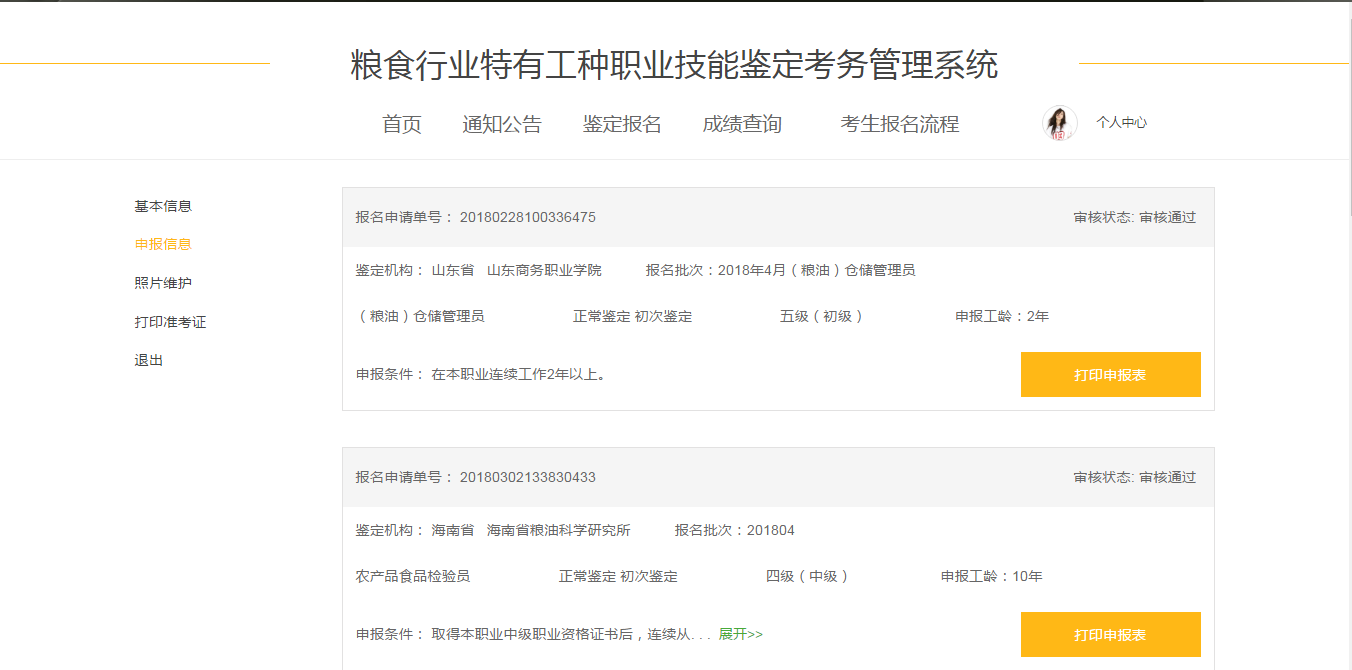 粮食行业特有工种职业技能鉴定考务管理系统
首页 通知公告 鉴定报名 成绩查询 考生报名流程 个人中心
基本信息
申报信息
照片维护
打印准考证
退出
报名申请单号： 20180228100336475 审核状态: 审核通过
鉴定机构： 山东省 山东商务职业学院 报名批次：2018年4月（粮油）仓储管理员
（粮油）仓储管理员 正常鉴定 初次鉴定 五级（初级） 申报工龄：2年
申报条件： 在本职业连续工作2年以上。 打印申报表
报名申请单号： 20180302133830433 审核状态: 审核通过
鉴定机构： 海南省 海南省粮油科学研究所 报名批次：201804
农产品食品检验员 正常鉴定 初次鉴定 四级（中级） 申报工龄：10年
申报条件： 取得本职业中级职业资格证书后，连续从... 展开>> 打印申报表